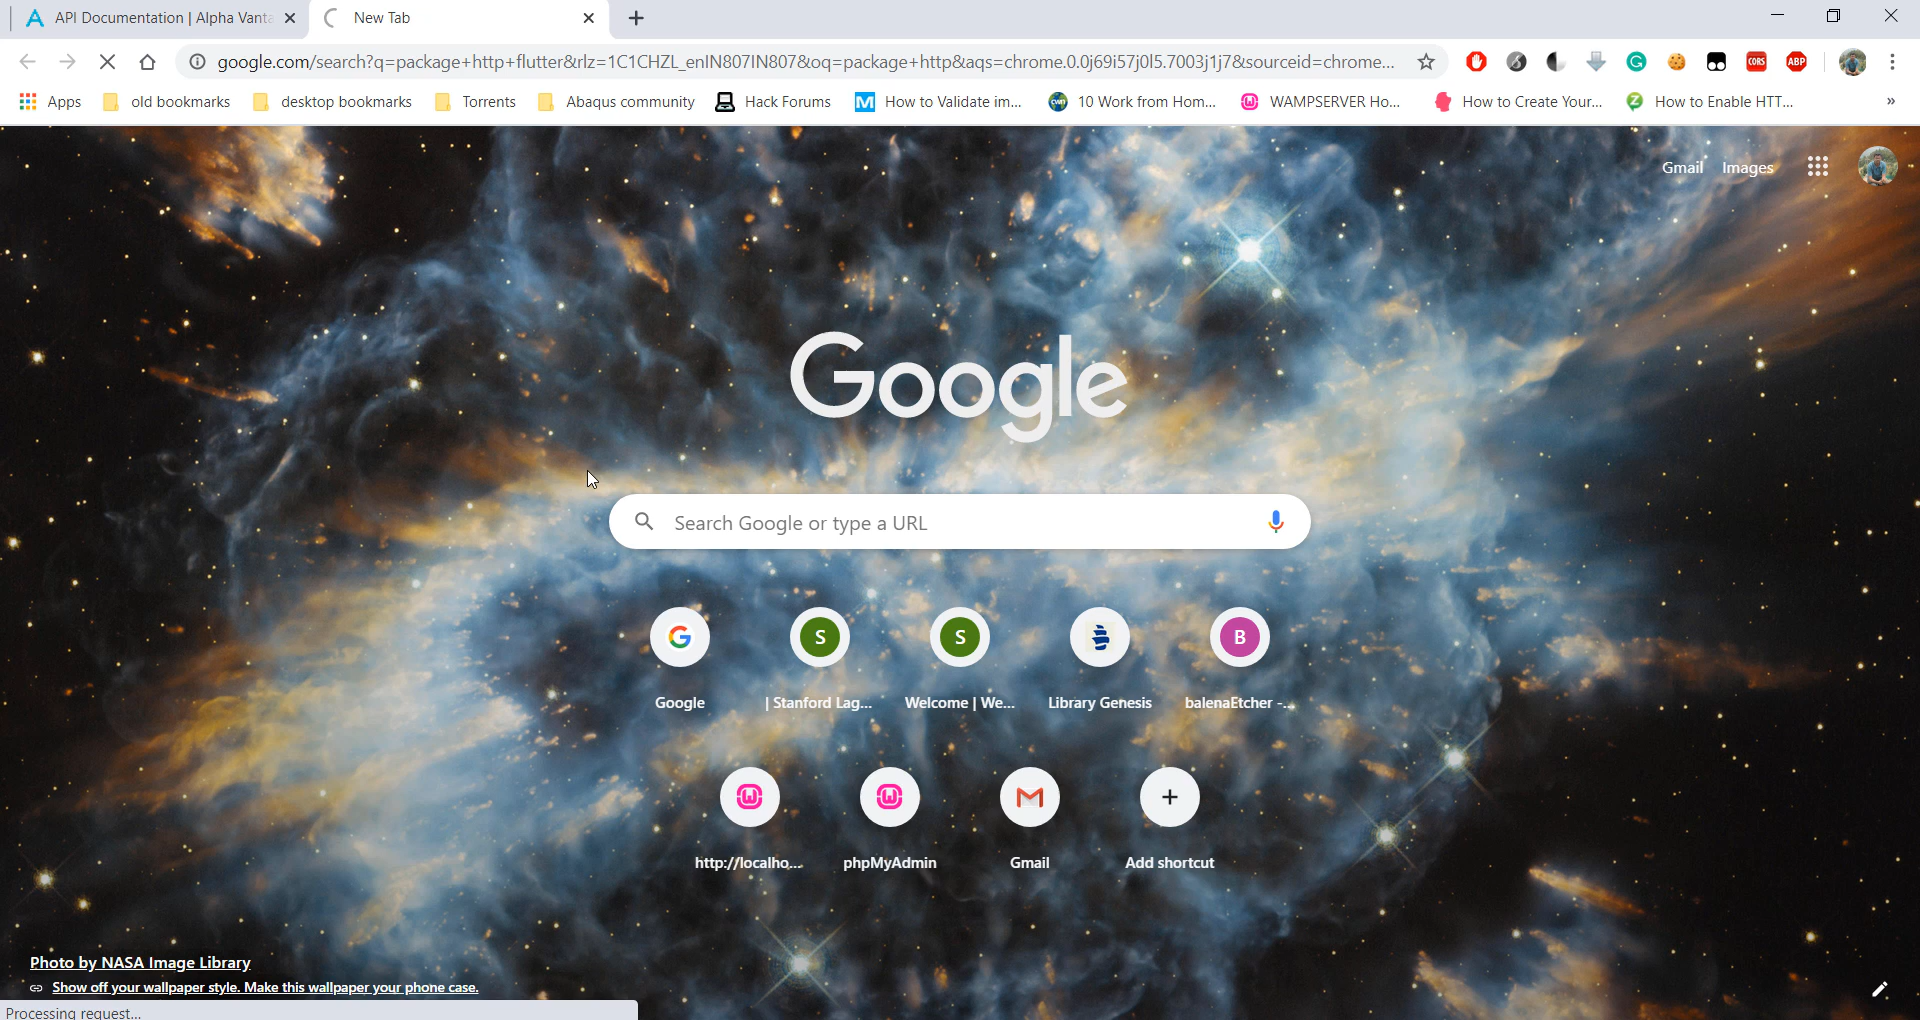 API Documentation | Alpha Vanta
New Tab
google.com/search?q=package+http+flutter&rlz=1C1CHZL_enIN807IN807&oq=package+http&aqs=chrome.0.0j69i57j0l5.7003j1j7&sourceid=chrome...
CORS
ABP
Apps
old bookmarks
desktop bookmarks
Torrents
Abaqus community
Hack Forums
How to Validate im...
10 Work from Hom...
WAMPSERVER Ho...
How to Create Your...
How to Enable HTT...
»
Gmail Images
Google
Search Google or type a URL
S S B
Google
| Stanford Lag...
Welcome | We...
Library Genesis
balenaEtcher -...
http://localho...
phpMyAdmin
Gmail
Add shortcut
Photo by NASA Image Library
Show off your wallpaper style. Make this wallpaper your phone case.
Processing request...